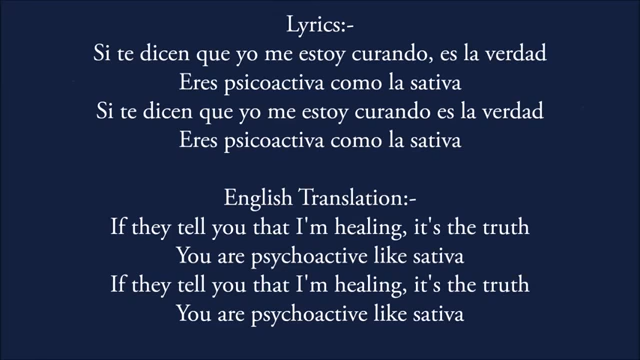 Lyrics:-
Si te dicen que yo me estoy curando, es la verdad
Eres psicoactiva como la sativa
Si te dicen que yo me estoy curando es la verdad
Eres psicoactiva como la sativa
English Translation:-
If they tell you that I'm healing, it's the truth
You are psychoactive like sativa
If they tell you that I'm healing, it's the truth
You are psychoactive like sativa